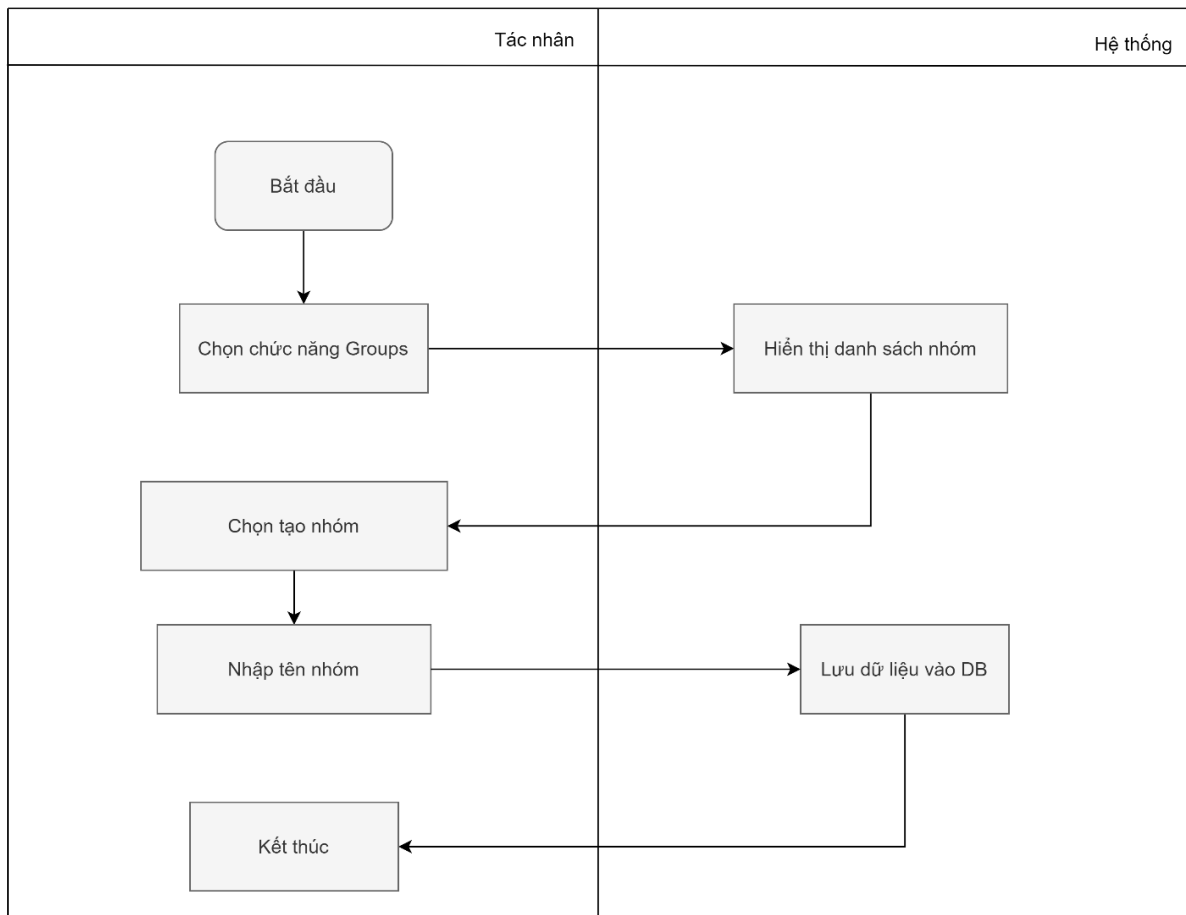 Tác nhân
Hệ thống
Bắt đầu
Chọn chức năng Groups
Hiển thị danh sách nhóm
Chọn tạo nhóm
Nhập tên nhóm
Lưu dữ liệu vào DB
Kết thúc